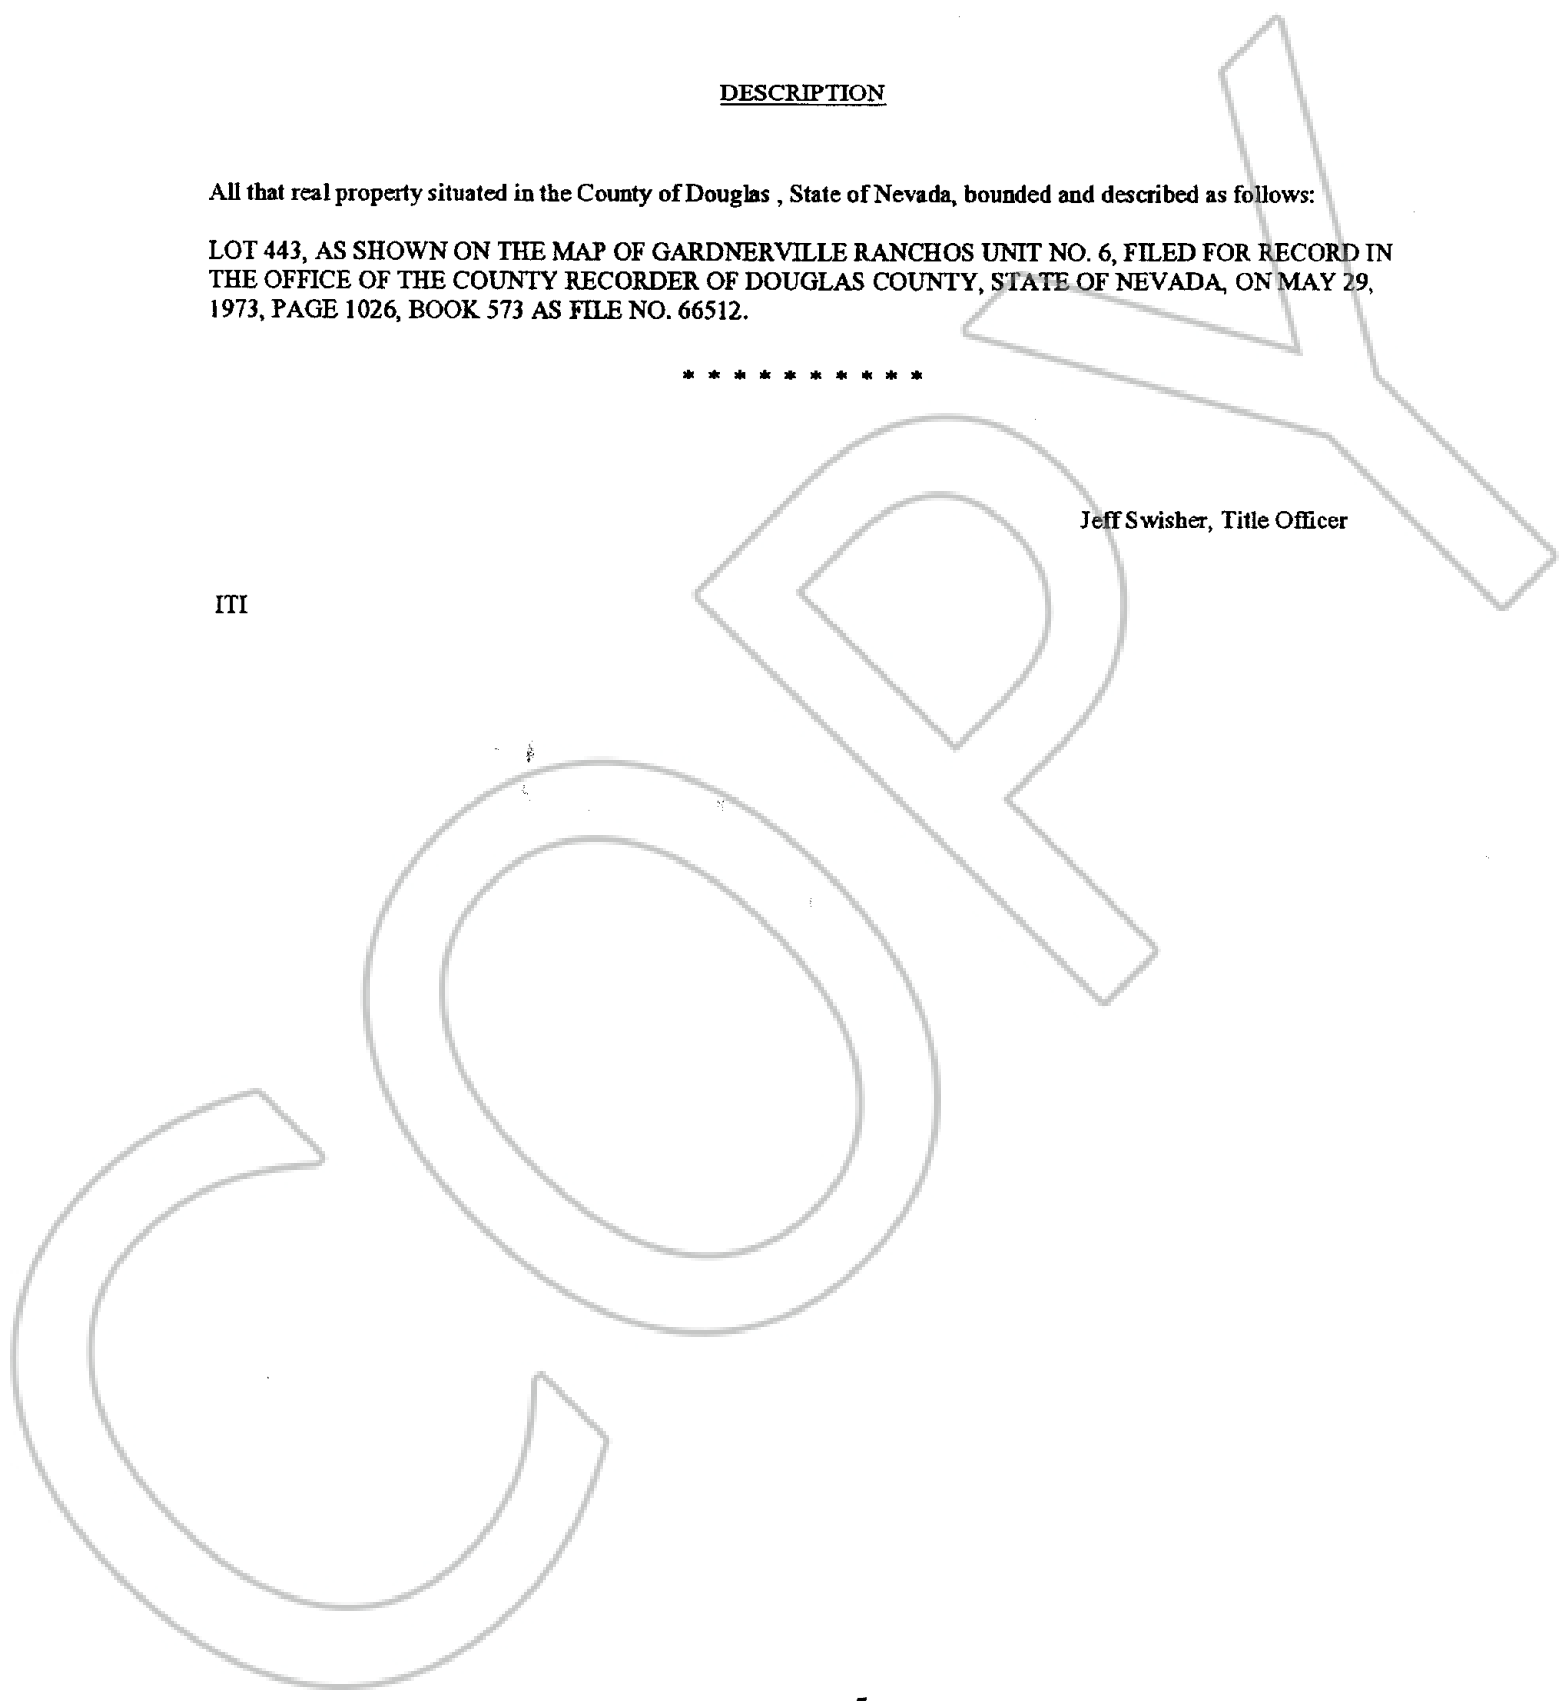 DESCRIPTION
All that real property situated in the County of Douglas , State of Nevada, bounded and described as follows:
LOT 443, AS SHOWN ON THE MAP OF GARDNERVILLE RANCHOS UNIT NO. 6, FILED FOR RECORD IN
THE OFFICE OF THE COUNTY RECORDER OF DOUGLAS COUNTY, STATE OF NEVADA, ON MAY 29,
1973, PAGE 1026, BOOK 573 AS FILE NO. 66512.
* * * * * * * * * *
Jeff Swisher, Title Officer
ITI
COPY